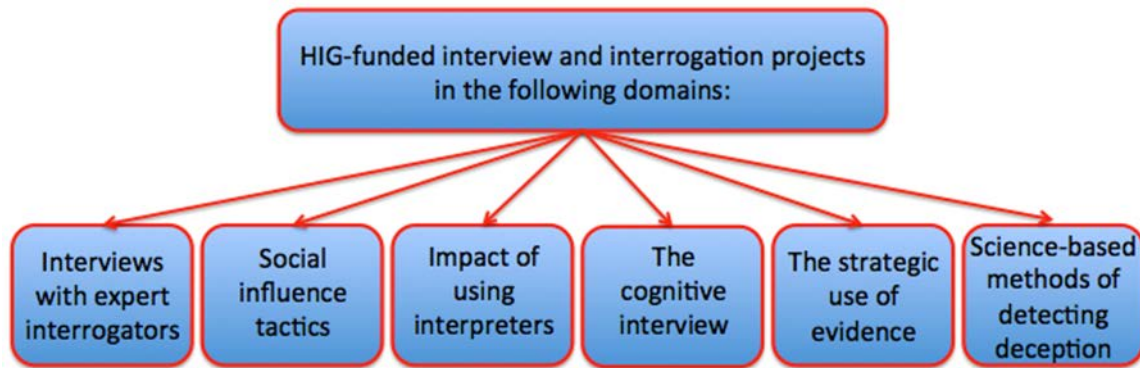 HIG-funded interview and interrogation projects
in the following domains:
Interviews
with expert
interrogators
Social
influence
tactics
Impact of
using
interpreters
The
cognitive
interview
The strategic
use of
evidence
Science-based
methods of
detecting
deception